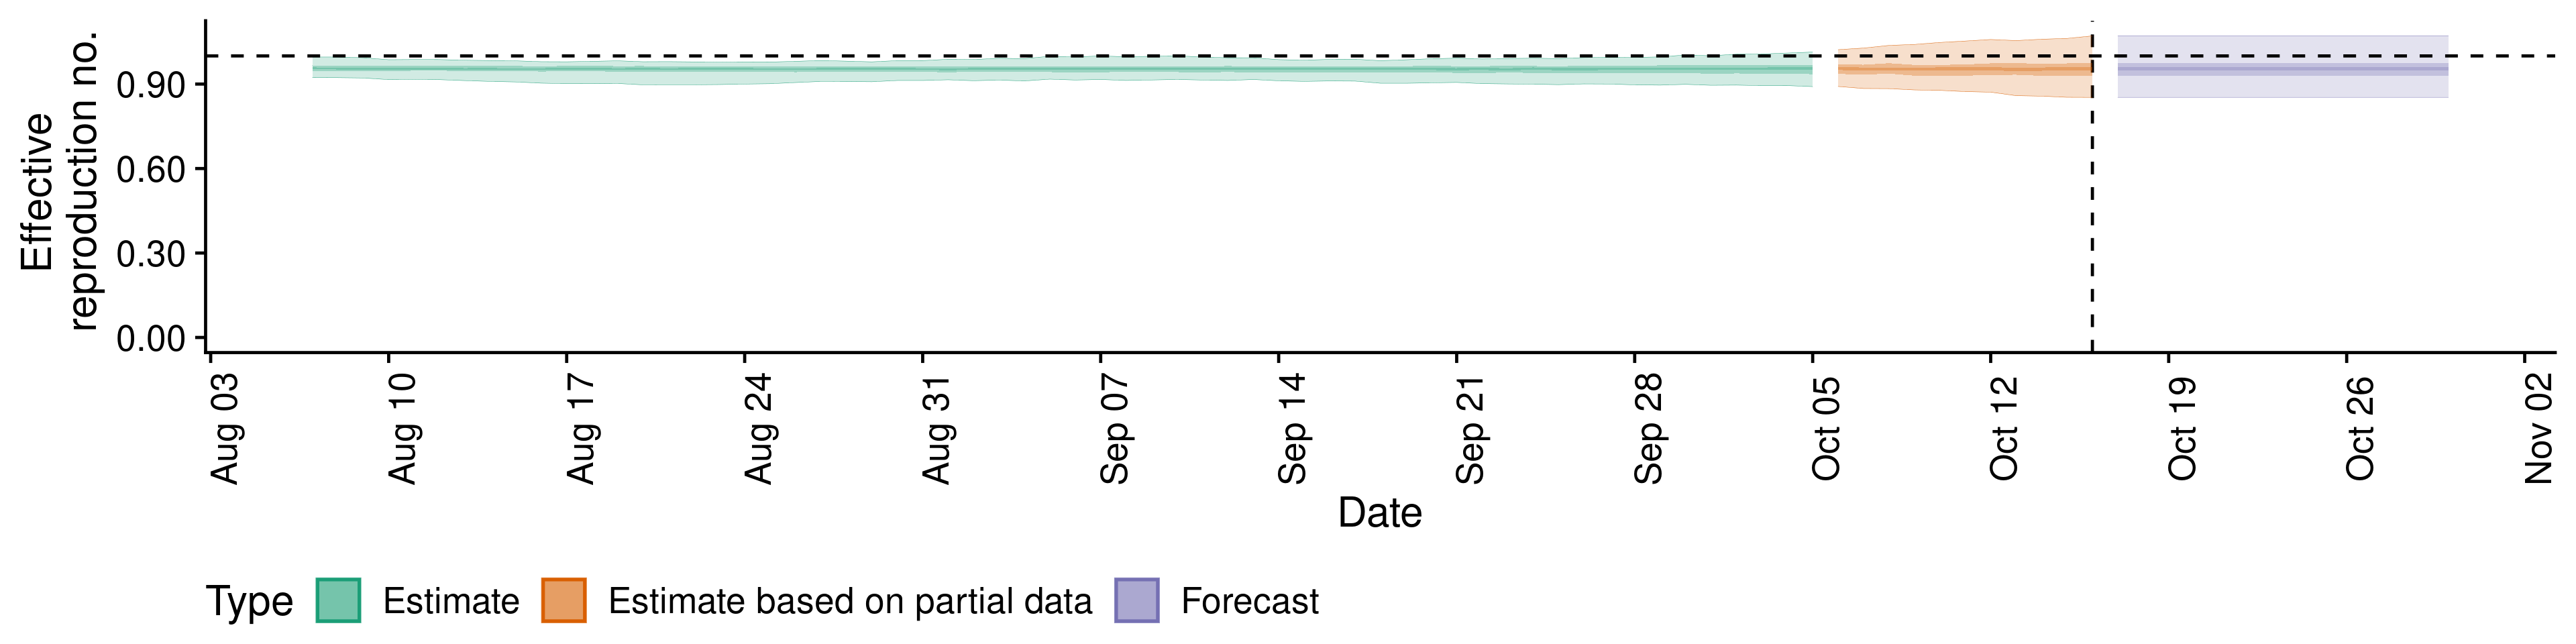 Effective
reproduction no.
0.90
0.60
0.30
0.00
Aug 03
Aug 10
Aug 17
Aug 24
Aug 31
Sep 07
Sep 14
Sep 21
Sep 28
Oct 05
Oct 12
Oct 19
Oct 26
Nov 02
Date
Type Estimate Estimate based on partial data Forecast